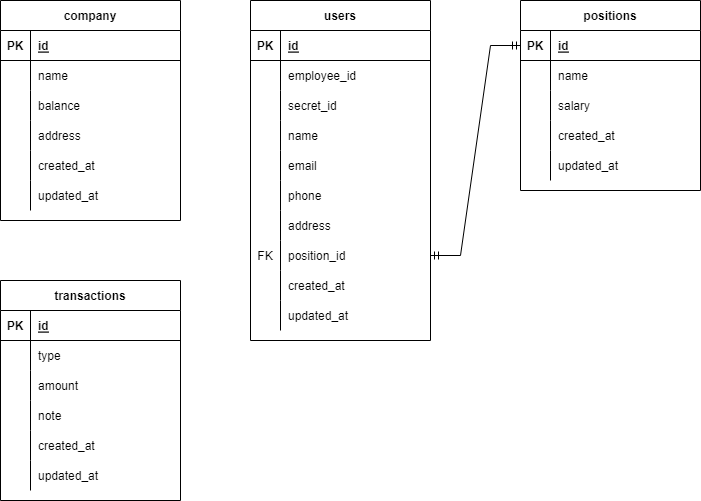 company
PK id
name
balance
address
created_at
updated_at
users
PK id
employee_id
secret_id
name
email
phone
address
FK position_id
created_at
updated_at
positions
PK id
name
salary
created_at
updated_at
transactions
PK id
type
amount
note
created_at
updated_at